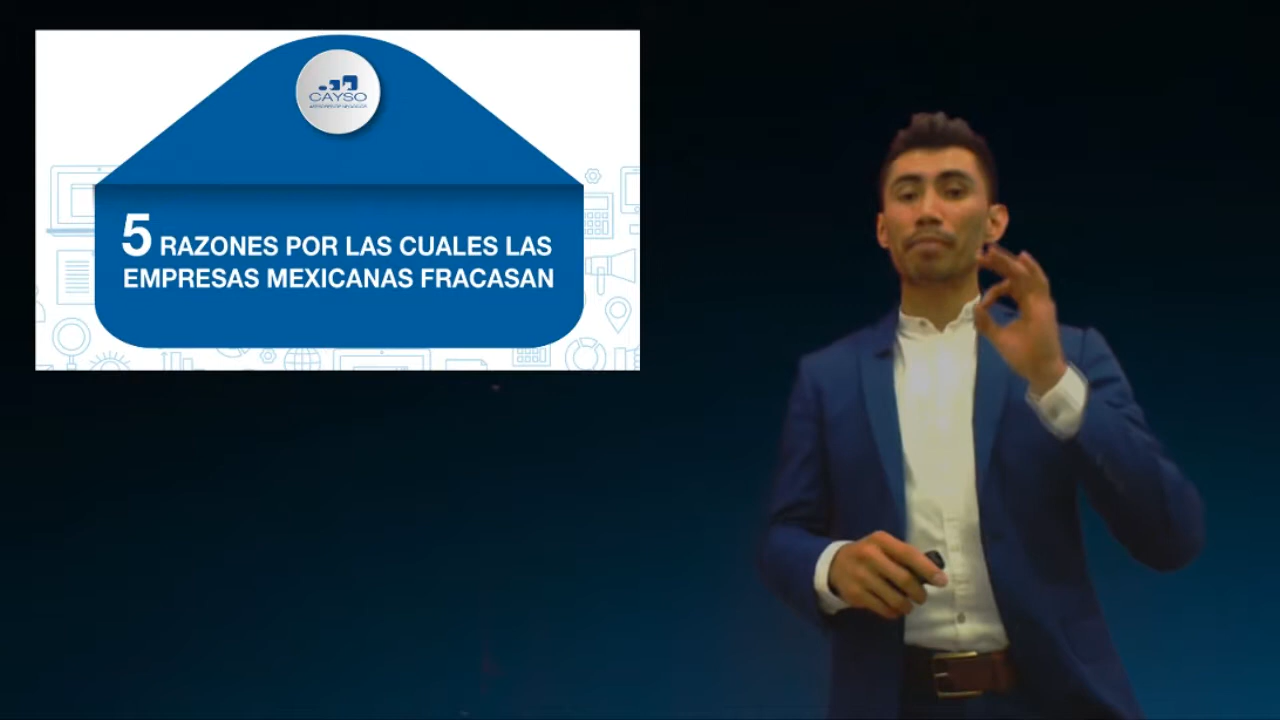 CAYSO
5 RAZONES POR LAS CUALES LAS
EMPRESAS MEXICANAS FRACASAN